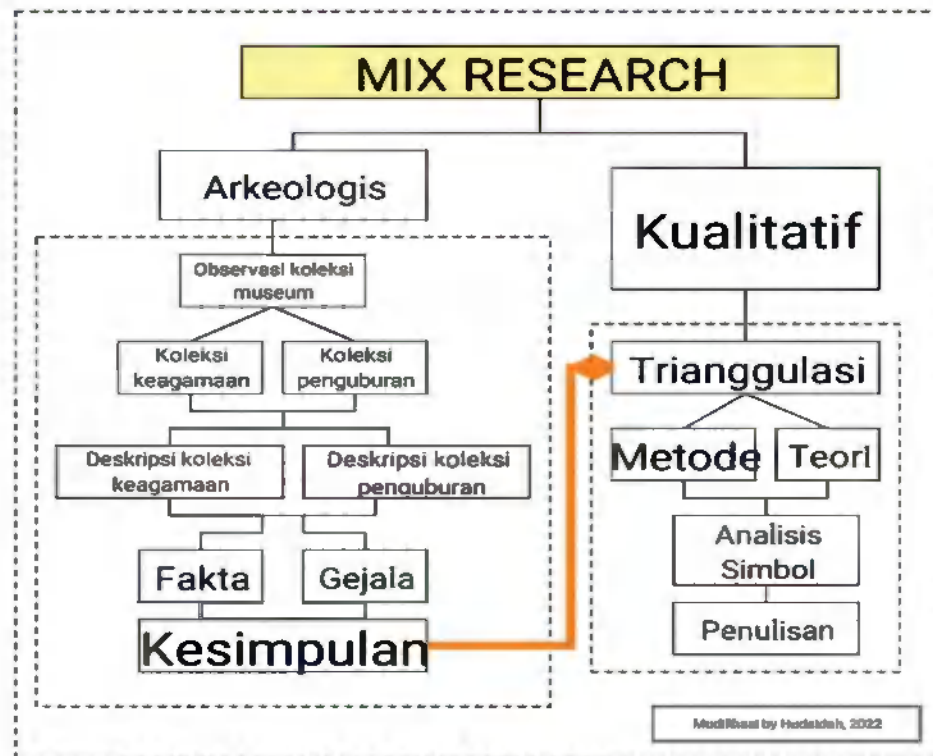 MIX RESEARCH
Arkeologis
Kualitatif
Observasi koleksi
museum
Koleksi
keagamaan
Koleksi
penguburan
Deskripsi koleksi
keagamaan
Deskripsi koleksi
penguburan
Fakta
Gejala
Kesimpulan
Trianggulasi
Metode
Teori
Analisis
Simbol
Penulisan
by Hudaidah, 2022